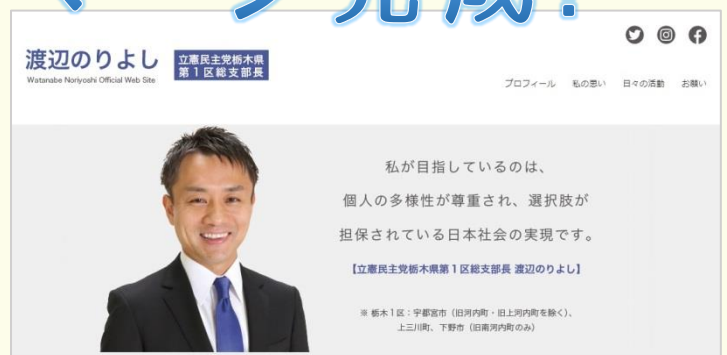 ページ完成！
渡辺のりよし
Watanabe Noriyoshi Official Web Site
立憲民主党栃木県
第1区総支部長
プロフィール 私の思い 日々の活動 お願い
私が目指しているのは、
個人の多様性が尊重され、選択肢が
担保されている日本社会の実現です。
【立憲民主党栃木県第1区総支部長 渡辺のりよし】
※ 栃木1区：宇都宮市（旧河内町・旧上河内町を除く）、
上三川町、下野市（旧南河内町のみ）